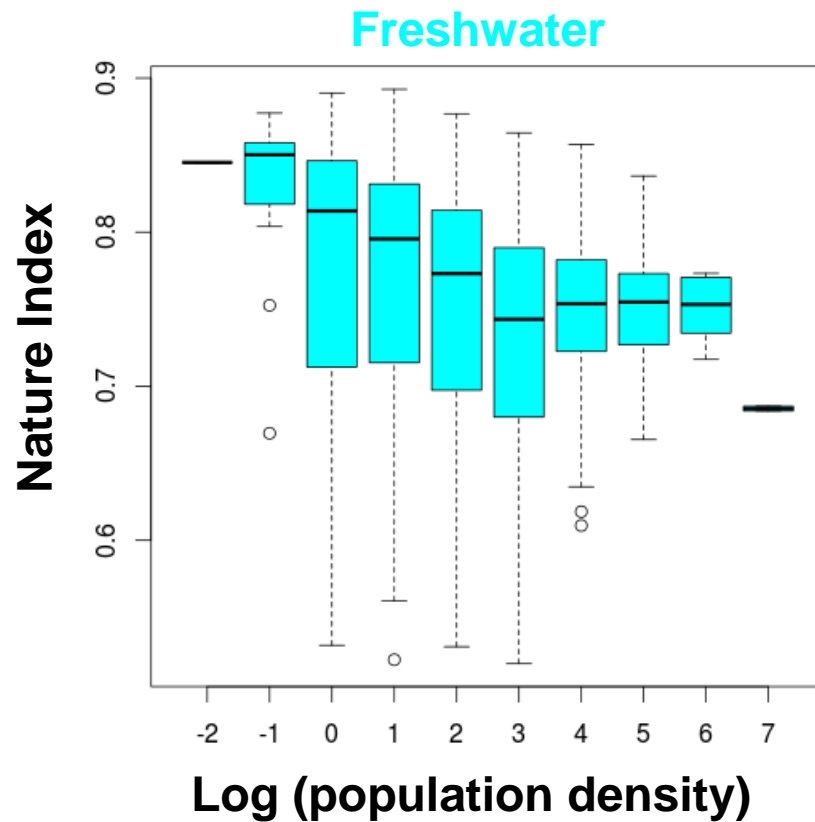 Freshwater
Nature Index
0.9
0.8
0.7
0.6
-2 -1 0 1 2 3 4 5 6 7
Log (population density)